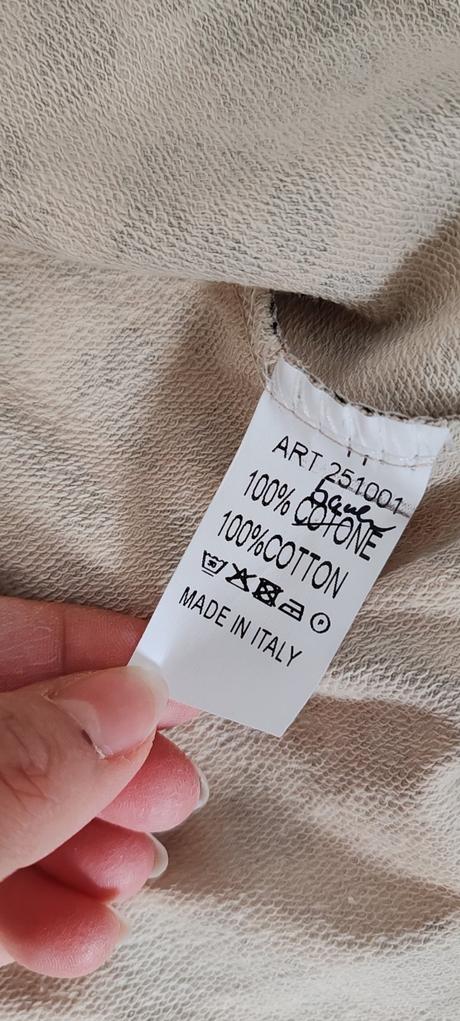 ART 251001
100% COTONE
100%COTTON
MADE IN ITALY